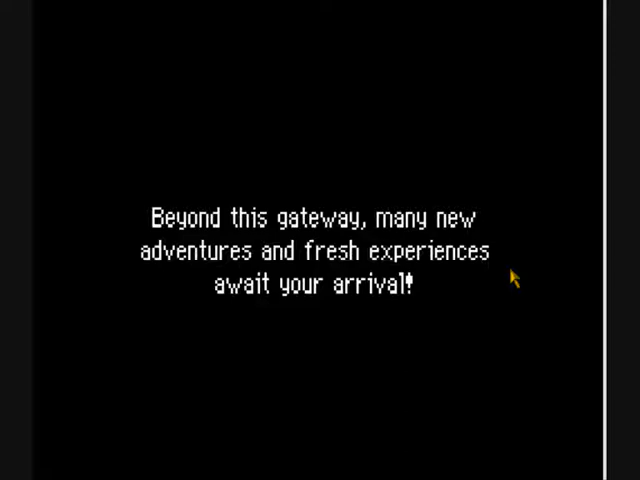 Beyond this gateway, many new
adventures and fresh experiences
await your arrival!